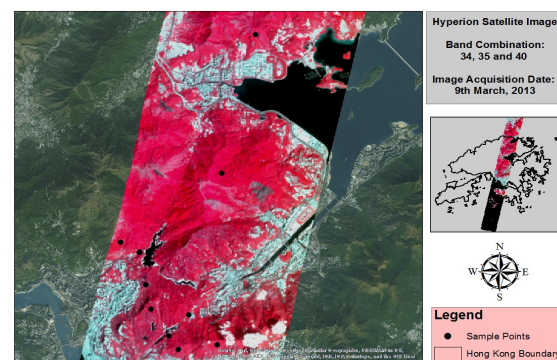 Hyperion Satellite Image
Band Combination:
34, 35 and 40
Image Acquisition Date:
9th March, 2013
N
W E
S
Legend
Sample Points
Hong Kong Boundar